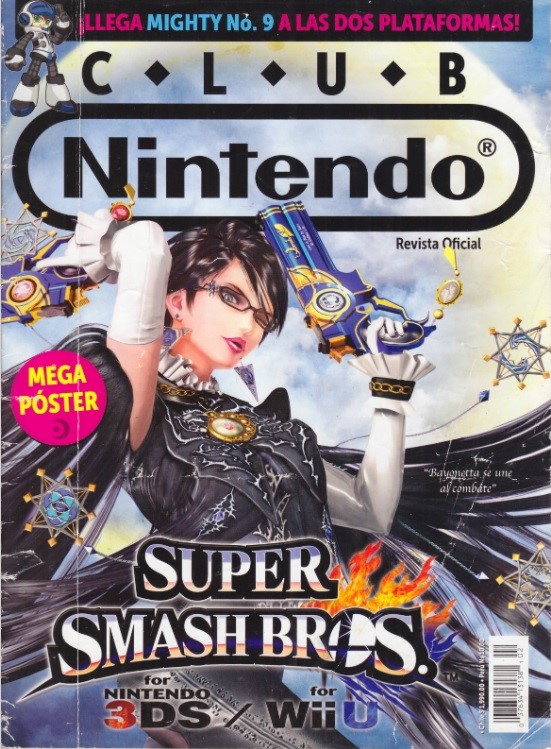 ¡LLEGA MIGHTY No. 9 A LAS DOS PLATAFORMAS!
C◆L◆U◆B
Nintendo®
Revista Oficial
MEGA
PÓSTER
"Bayonetta se une
al combate"
SUPER
SMASH BROS.™
for
NINTENDO
3DS
/
for
Wii U